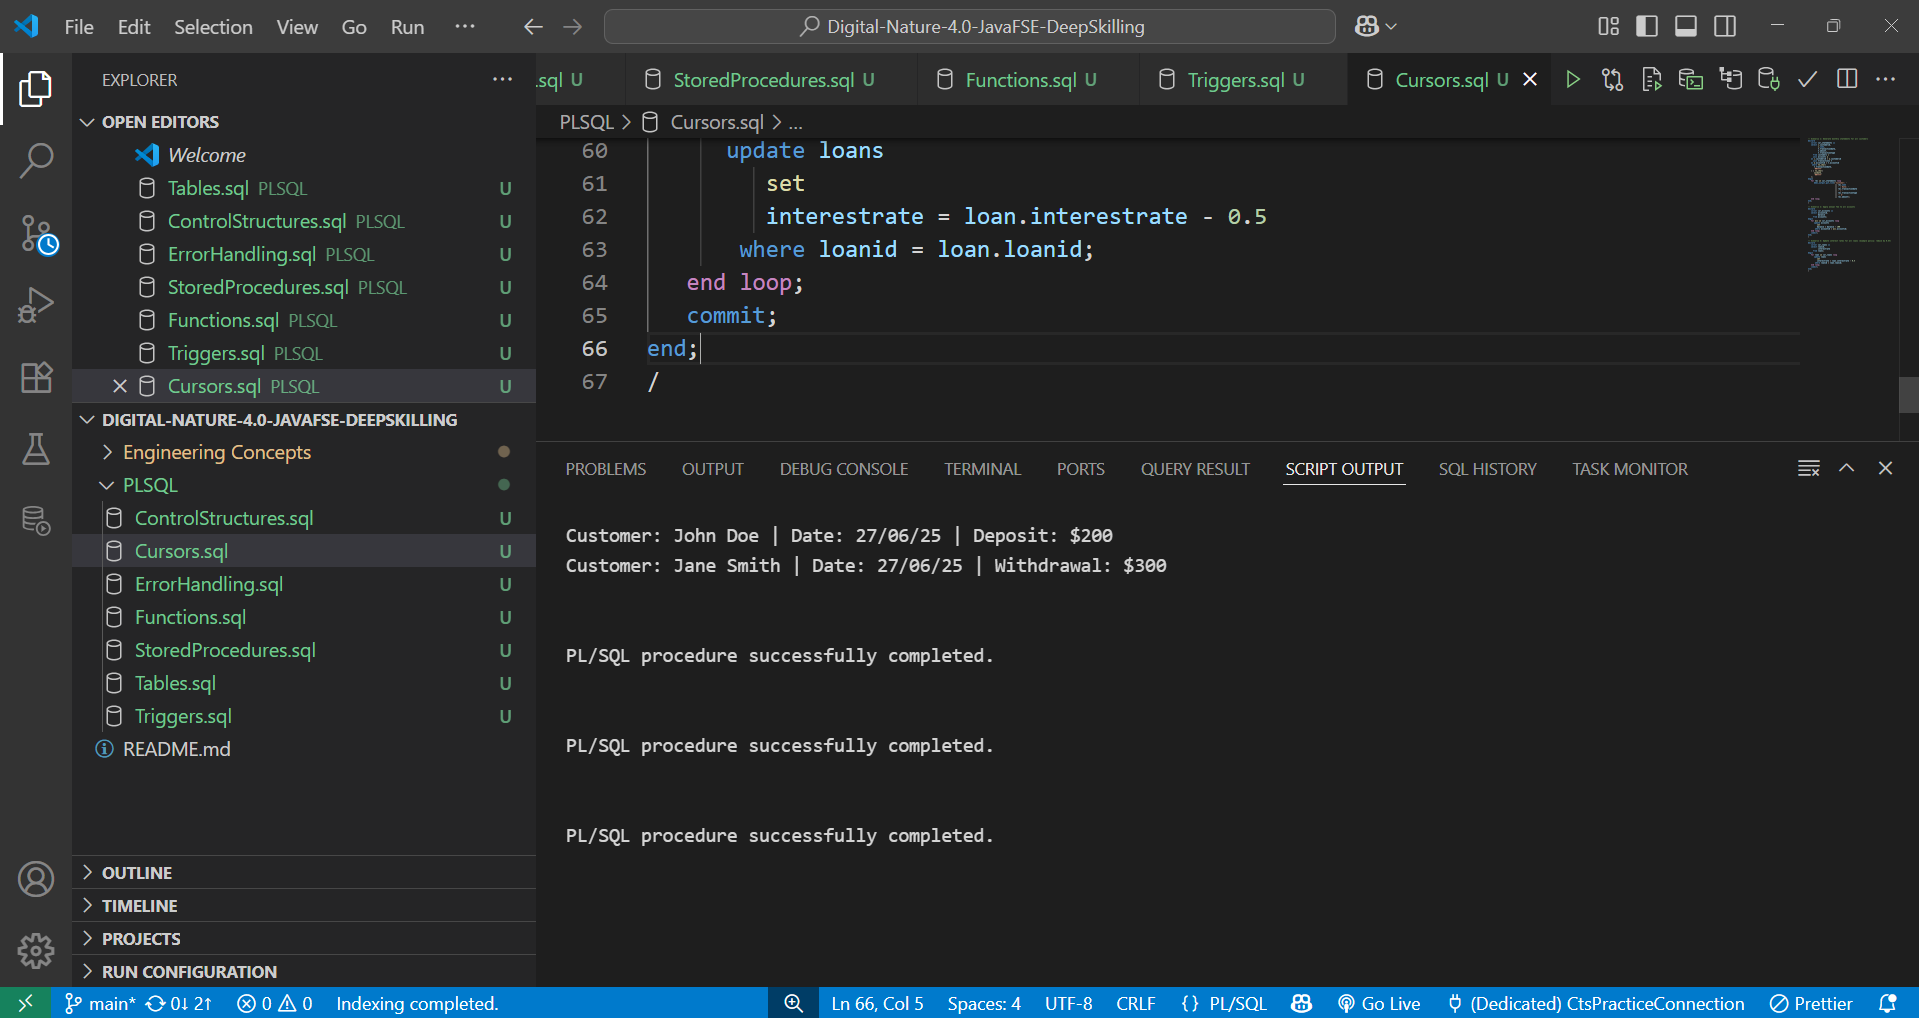 File Edit Selection View Go Run ··· Digital-Nature-4.0-JavaFSE-DeepSkilling
EXPLORER
OPEN EDITORS
Welcome
Tables.sql PLSQL U
ControlStructures.sql PLSQL U
ErrorHandling.sql PLSQL U
StoredProcedures.sql PLSQL U
Functions.sql PLSQL U
Triggers.sql PLSQL U
Cursors.sql PLSQL U
DIGITAL-NATURE-4.0-JAVAFSE-DEEPSKILLING
Engineering Concepts
PLSQL
ControlStructures.sql U
Cursors.sql U
ErrorHandling.sql U
Functions.sql U
StoredProcedures.sql U
Tables.sql U
Triggers.sql U
README.md
OUTLINE
TIMELINE
PROJECTS
RUN CONFIGURATION
.sql U StoredProcedures.sql U Functions.sql U Triggers.sql U Cursors.sql U
PLSQL > Cursors.sql > ...
60 update loans
61 set
62 interestrate = loan.interestrate - 0.5
63 where loanid = loan.loanid;
64 end loop;
65 commit;
66 end;
67 /
PROBLEMS OUTPUT DEBUG CONSOLE TERMINAL PORTS QUERY RESULT SCRIPT OUTPUT SQL HISTORY TASK MONITOR
Customer: John Doe | Date: 27/06/25 | Deposit: $200
Customer: Jane Smith | Date: 27/06/25 | Withdrawal: $300
PL/SQL procedure successfully completed.
PL/SQL procedure successfully completed.
PL/SQL procedure successfully completed.
main* 0↓ 2↑ 0 0 Indexing completed. Ln 66, Col 5 Spaces: 4 UTF-8 CRLF {} PL/SQL Go Live (Dedicated) CtsPracticeConnection Prettier